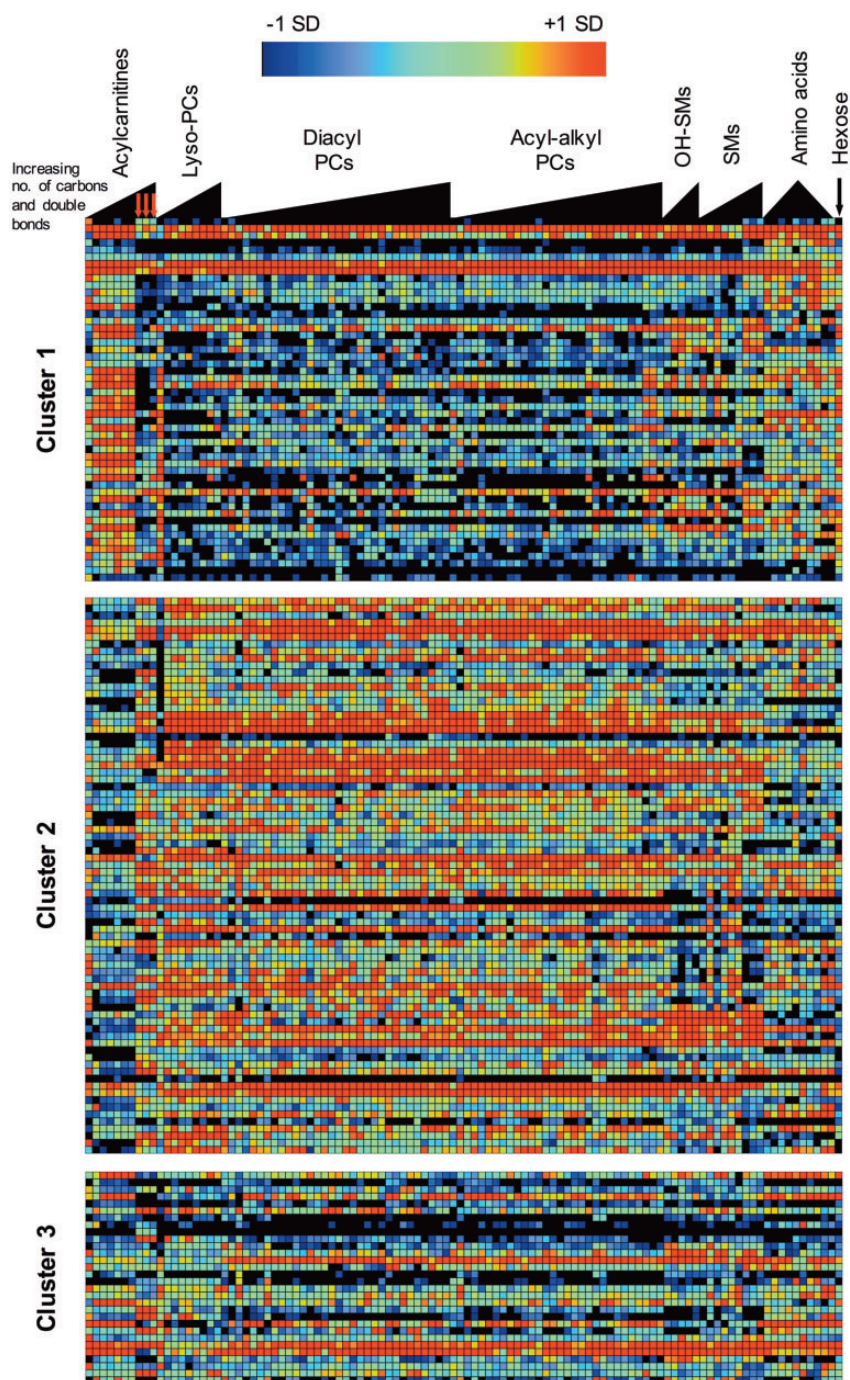 -1 SD
+1 SD
Increasing
no. of carbons
and double
bonds
Acylcarnitines
Lyso-PCs
Diacyl
PCs
Acyl-alkyl
PCs
OH-SMs
SMs
Amino acids
Hexose
Cluster 1
Cluster 2
Cluster 3